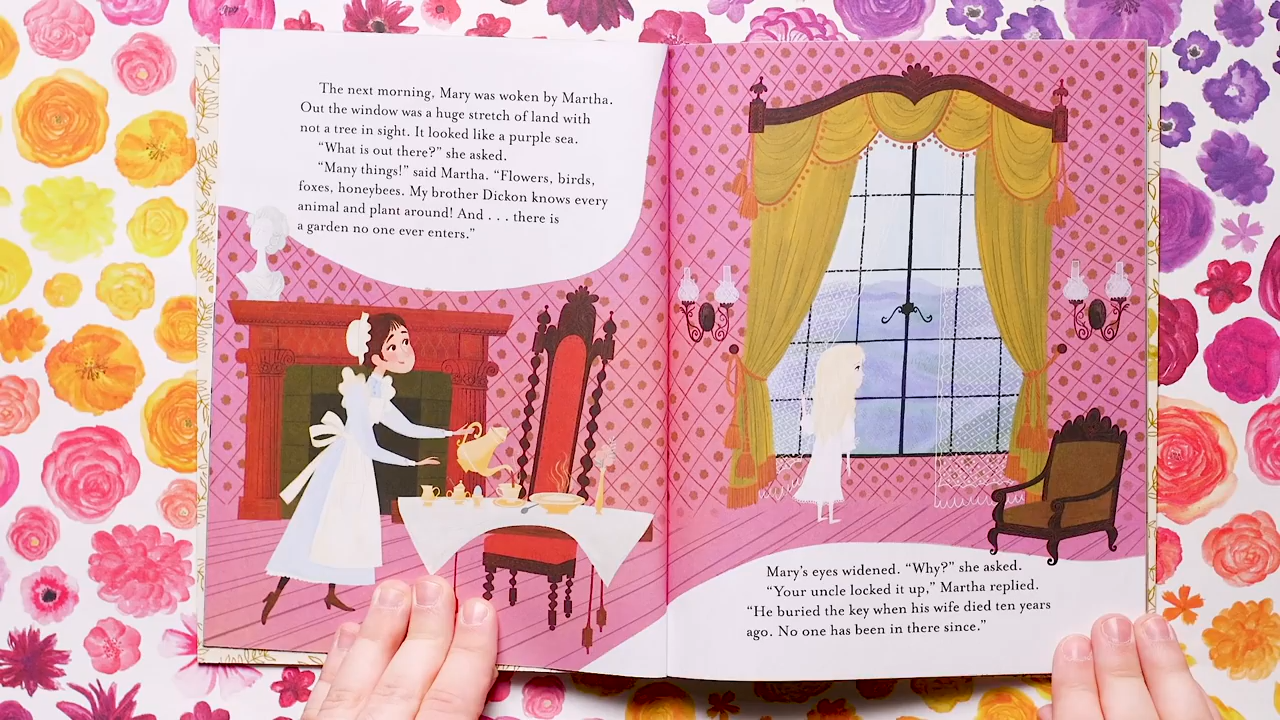 The next morning, Mary was woken by Martha.
Out the window was a huge stretch of land with
not a tree in sight. It looked like a purple sea.
“What is out there?” she asked.
“Many things!” said Martha. “Flowers, birds,
foxes, honeybees. My brother Dickon knows every
animal and plant around! And . . . there is
a garden no one ever enters.”
Mary’s eyes widened. “Why?” she asked.
“Your uncle locked it up,” Martha replied.
“He buried the key when his wife died ten years
ago. No one has been in there since.”